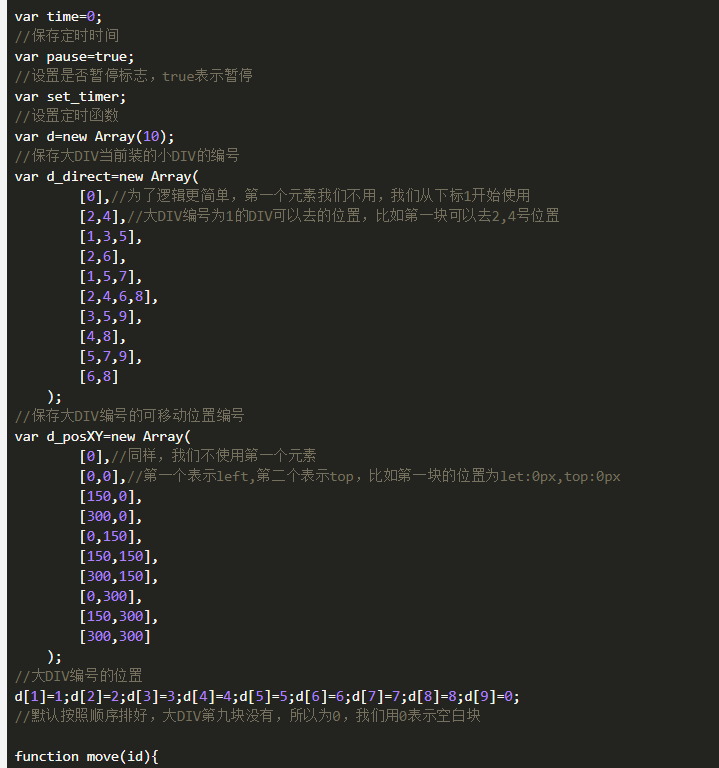 var time=0;
//保存定时时间
var pause=true;
//设置是否暂停标志，true表示暂停
var set_timer;
//设置定时函数
var d=new Array(10);
//保存大DIV当前装的小DIV的编号
var d_direct=new Array(
        [0],//为了逻辑更简单，第一个元素我们不用，我们从下标1开始使用
        [2,4],//大DIV编号为1的DIV可以去的位置，比如第一块可以去2,4号位置
        [1,3,5],
        [2,6],
        [1,5,7],
        [2,4,6,8],
        [3,5,9],
        [4,8],
        [5,7,9],
        [6,8]
    );
//保存大DIV编号的可移动位置编号
var d_posXY=new Array(
        [0],//同样，我们不使用第一个元素
        [0,0],//第一个表示left,第二个表示top，比如第一块的位置为let:0px,top:0px
        [150,0],
        [300,0],
        [0,150],
        [150,150],
        [300,150],
        [0,300],
        [150,300],
        [300,300]
    );
//大DIV编号的位置
d[1]=1;d[2]=2;d[3]=3;d[4]=4;d[5]=5;d[6]=6;d[7]=7;d[8]=8;d[9]=0;
//默认按照顺序排好，大DIV第九块没有，所以为0，我们用0表示空白块
function move(id){